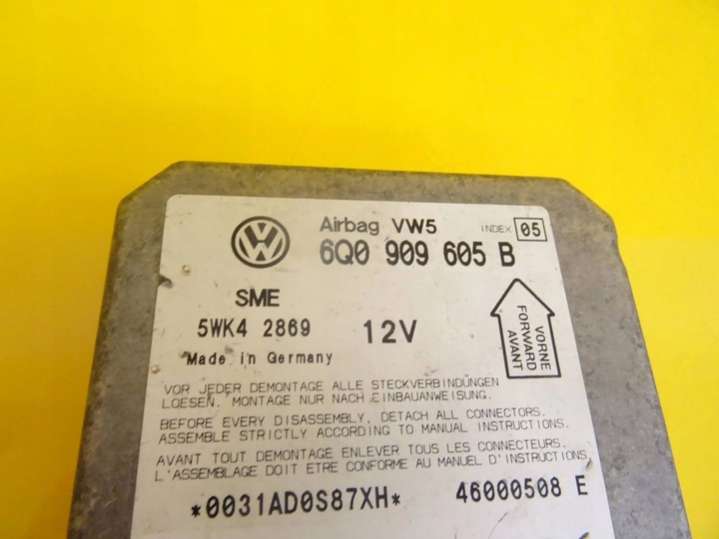 Airbag VW5 INDEX 05
6Q0 909 605 B
SME
5WK4 2869 12V
Made in Germany
VORNE
FORWARD
AVANT
VOR JEDER DEMONTAGE ALLE STECKVERBINDUNGEN
LOESEN. MONTAGE NUR NACH EINBAUANWEISUNG.
BEFORE EVERY DISASSEMBLY, DETACH ALL CONNECTORS.
ASSEMBLE STRICTLY ACCORDING TO MANUAL INSTRUCTIONS.
AVANT TOUT DEMONTAGE ENLEVER TOUS LES CONNECTEURS.
L'ASSEMBLAGE DOIT ETRE CONFORME AU MANUEL D'INSTRUCTIONS.
*0031AD0S87XH* 46000508 E